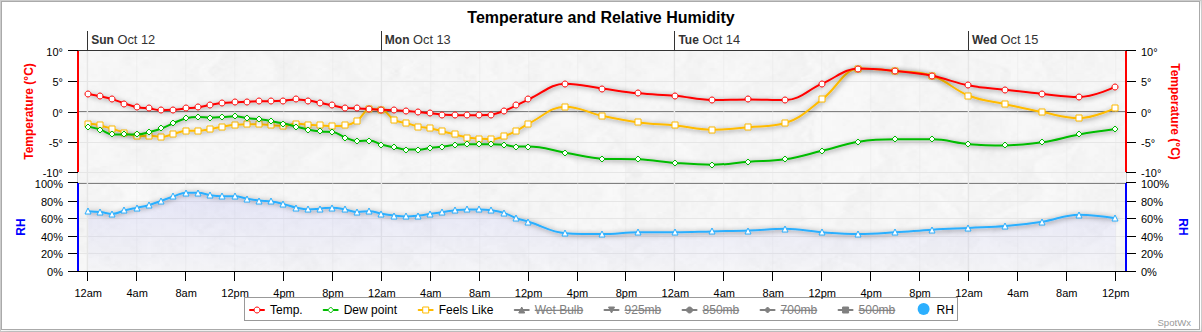 Temperature and Relative Humidity
Sun Oct 12 Mon Oct 13 Tue Oct 14 Wed Oct 15
10° 10°
5° 5°
0° 0°
-5° -5°
-10° -10°
Temperature (°C) Temperature (°C)
100% 100%
80% 80%
60% 60%
40% 40%
20% 20%
0% 0%
RH RH
12am 4am 8am 12pm 4pm 8pm 12am 4am 8am 12pm 4pm 8pm 12am 4am 8am 12pm 4pm 8pm 12am 4am 8am 12pm
Temp. Dew point Feels Like Wet Bulb 925mb 850mb 700mb 500mb RH
SpotWx